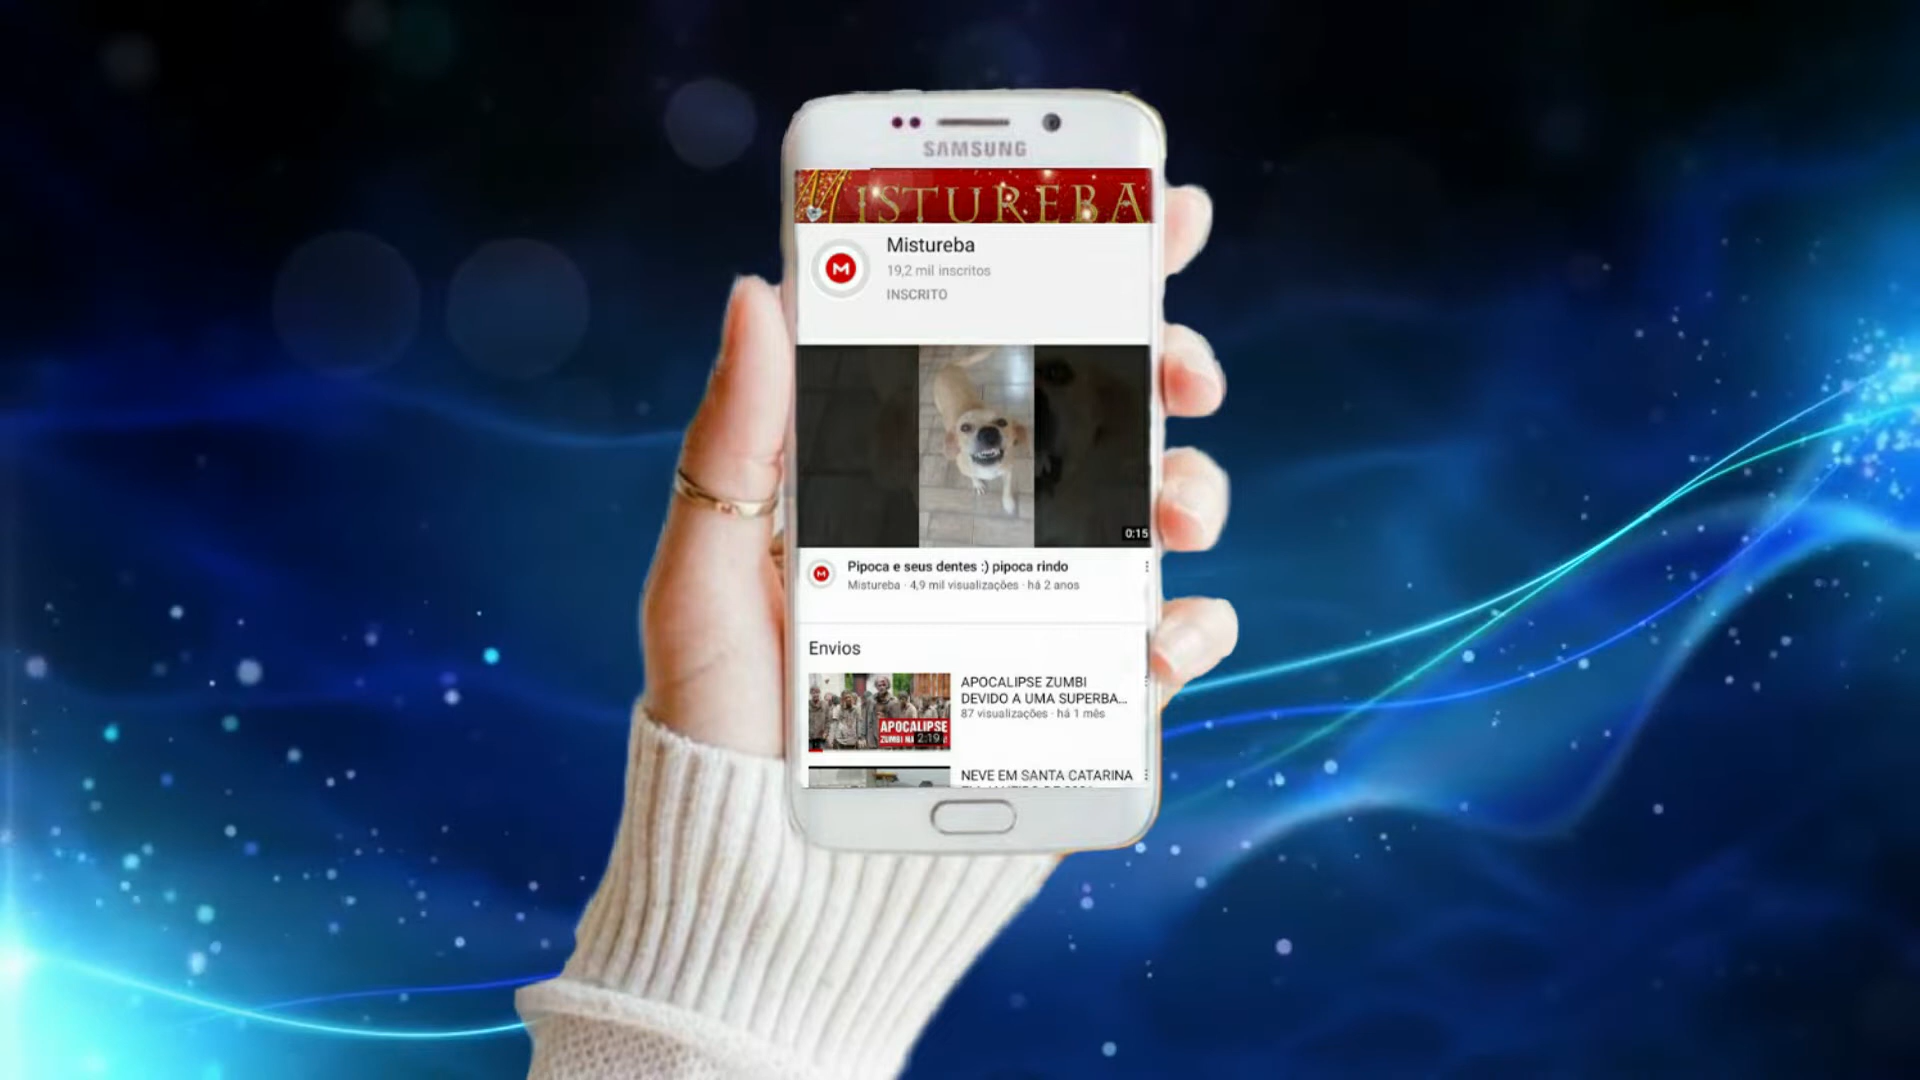 SAMSUNG
MISTUREBA
Mistureba
19,2 mil inscritos
INSCRITO
0:15
Pipoca e seus dentes :) pipoca rindo
Mistureba · 4,9 mil visualizações · há 2 anos
Envios
APOCALIPSE ZUMBI
DEVIDO A UMA SUPERBA...
87 visualizações · há 1 mês
APOCALIPSE
ZUMBI
2:19
NEVE EM SANTA CATARINA